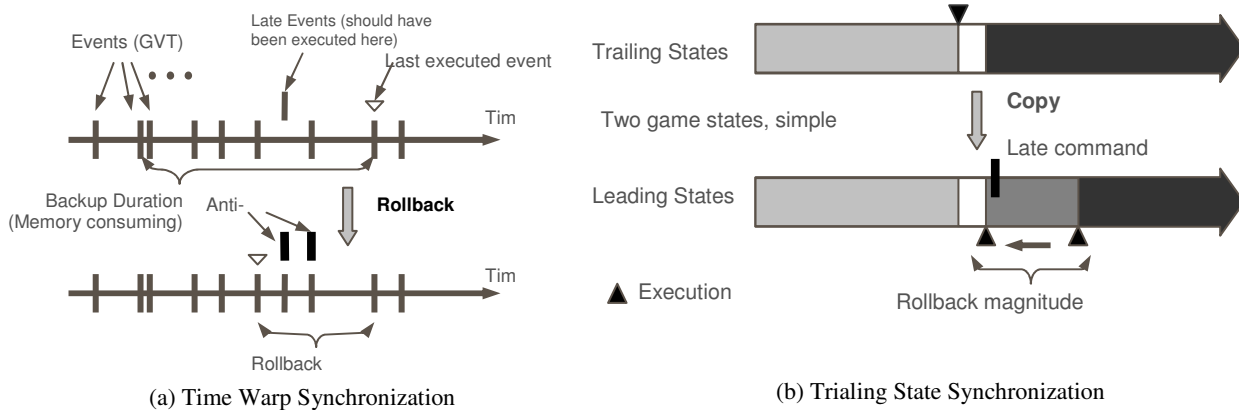 Late Events (should have
been executed here)
Events (GVT)
Last executed event
Tim
Backup Duration
(Memory consuming)
Anti-
Rollback
Tim
Rollback
(a) Time Warp Synchronization
Trailing States
Copy
Two game states, simple
Late command
Leading States
Execution
Rollback magnitude
(b) Trialing State Synchronization